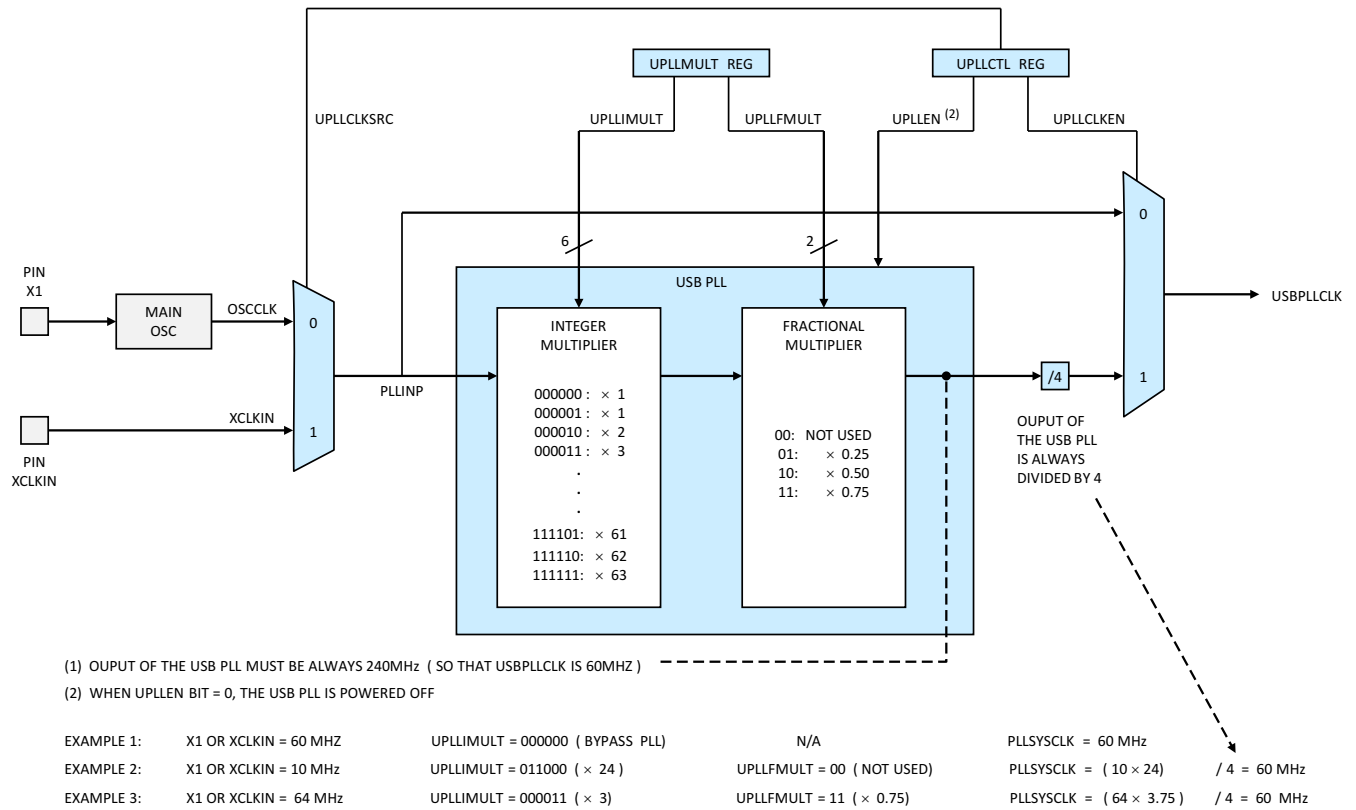 UPLLMULT REG
UPLLCTL REG
UPLLCLKSRC
UPLLIMULT
UPLLFMULT
UPLLEN (2)
UPLLCLKEN
6
2
0
PIN
X1
MAIN
OSC
OSCCLK
0
USB PLL
USBPLLCLK
INTEGER
MULTIPLIER
FRACTIONAL
MULTIPLIER
PLLINP
/4
1
XCLKIN
1
PIN
XCLKIN
000000 : × 1
000001 : × 1
000010 : × 2
000011 : × 3
.
.
.
111101: × 61
111110: × 62
111111: × 63
00: NOT USED
01: × 0.25
10: × 0.50
11: × 0.75
OUPUT OF
THE USB PLL
IS ALWAYS
DIVIDED BY 4
(1) OUPUT OF THE USB PLL MUST BE ALWAYS 240MHz ( SO THAT USBPLLCLK IS 60MHZ )
(2) WHEN UPLLEN BIT = 0, THE USB PLL IS POWERED OFF
EXAMPLE 1: X1 OR XCLKIN = 60 MHZ UPLLIMULT = 000000 ( BYPASS PLL) N/A PLLSYSCLK = 60 MHz
EXAMPLE 2: X1 OR XCLKIN = 10 MHz UPLLIMULT = 011000 ( × 24 ) UPLLFMULT = 00 ( NOT USED) PLLSYSCLK = ( 10 × 24) / 4 = 60 MHz
EXAMPLE 3: X1 OR XCLKIN = 64 MHz UPLLIMULT = 000011 ( × 3) UPLLFMULT = 11 ( × 0.75) PLLSYSCLK = ( 64 × 3.75 ) / 4 = 60 MHz